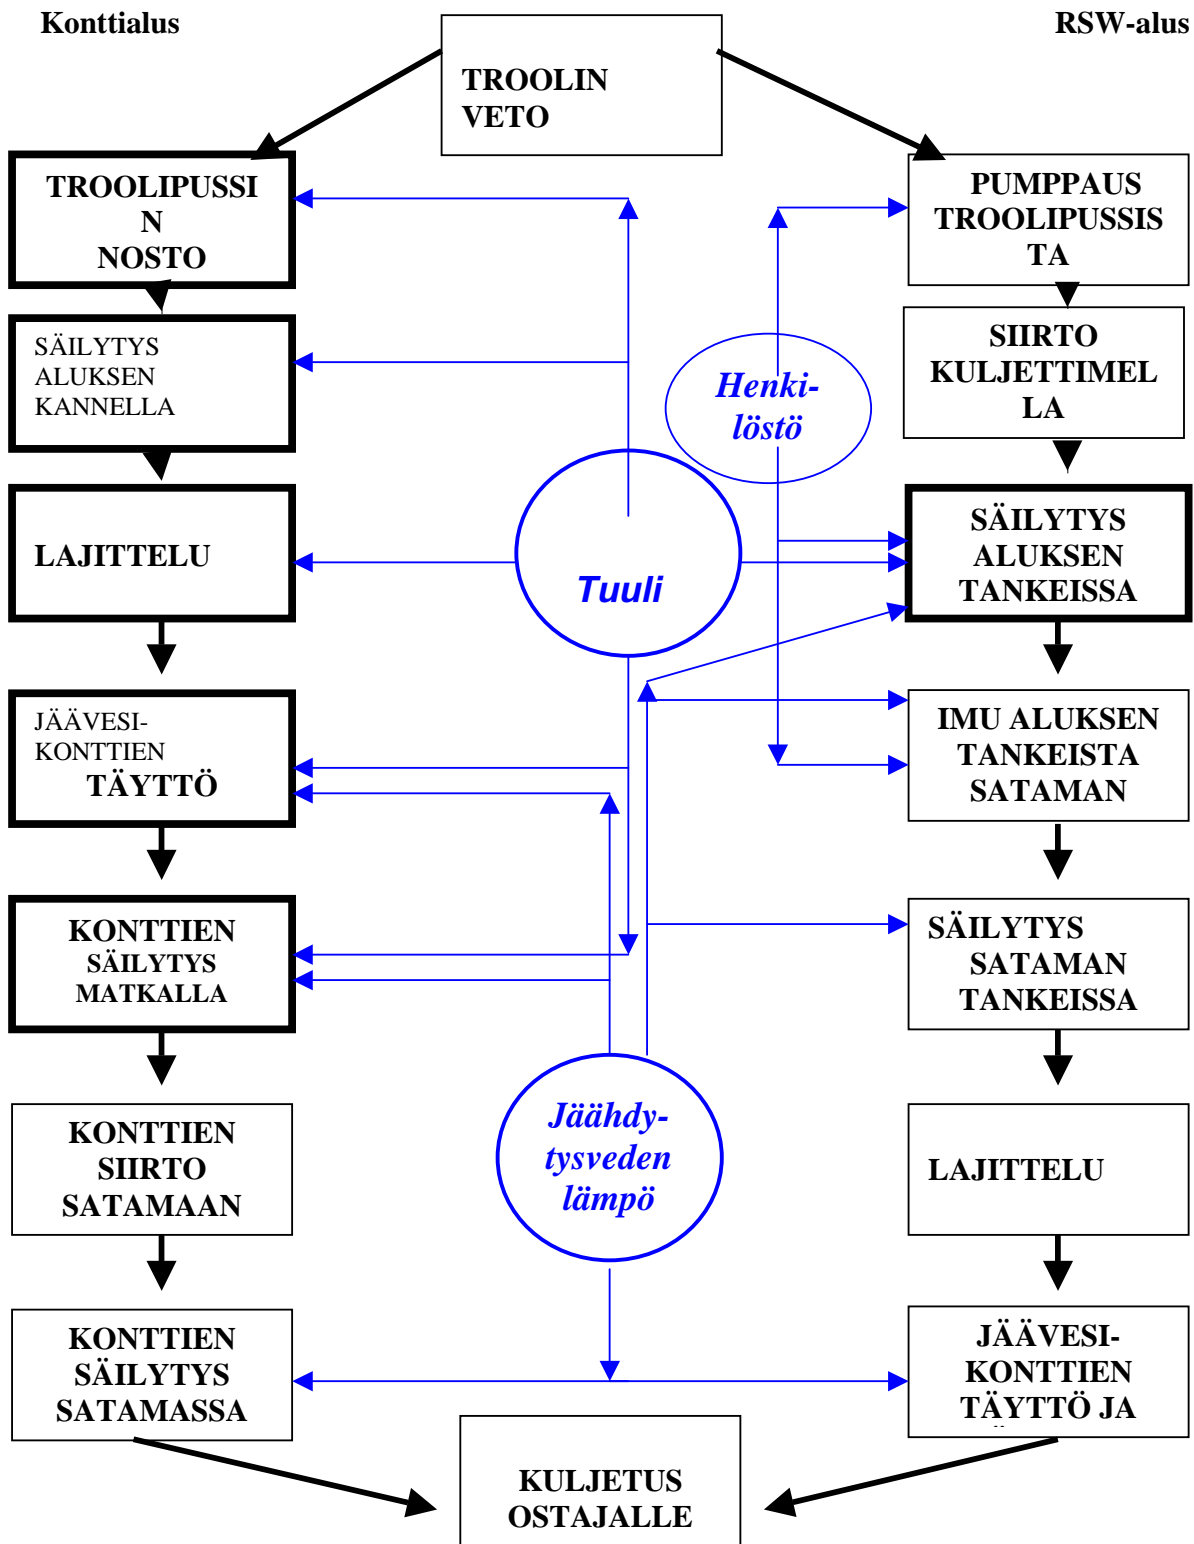 Konttialus
RSW-alus
TROOLIN
VETO
TROOLIPUSSI
N
NOSTO
SÄILYTYS
ALUKSEN
KANNELLA
LAJITTELU
JÄÄVESI-
KONTTIEN
TÄYTTÖ
KONTTIEN
SÄILYTYS
MATKALLA
KONTTIEN
SIIRTO
SATAMAAN
KONTTIEN
SÄILYTYS
SATAMASSA
Henki-
löstö
Tuuli
Jäähdy-
tysveden
lämpö
PUMPPAUS
TROOLIPUSSIS
TA
SIIRTO
KULJETTIMEL
LA
SÄILYTYS
ALUKSEN
TANKEISSA
IMU ALUKSEN
TANKEISTA
SATAMAN
SÄILYTYS
SATAMAN
TANKEISSA
LAJITTELU
JÄÄVESI-
KONTTIEN
TÄYTTÖ JA
KULJETUS
OSTAJALLE